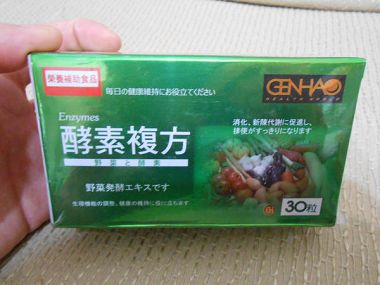 栄養補助食品
毎日の健康維持にお役立てください
GENHAO
Enzymes
酵素複方
野菜と酵素
野菜発酵エキスです
生理機能の調整、健康の維持に役に立ちます
消化、新陳代謝に促進し、
排便がすっきりになります
30粒